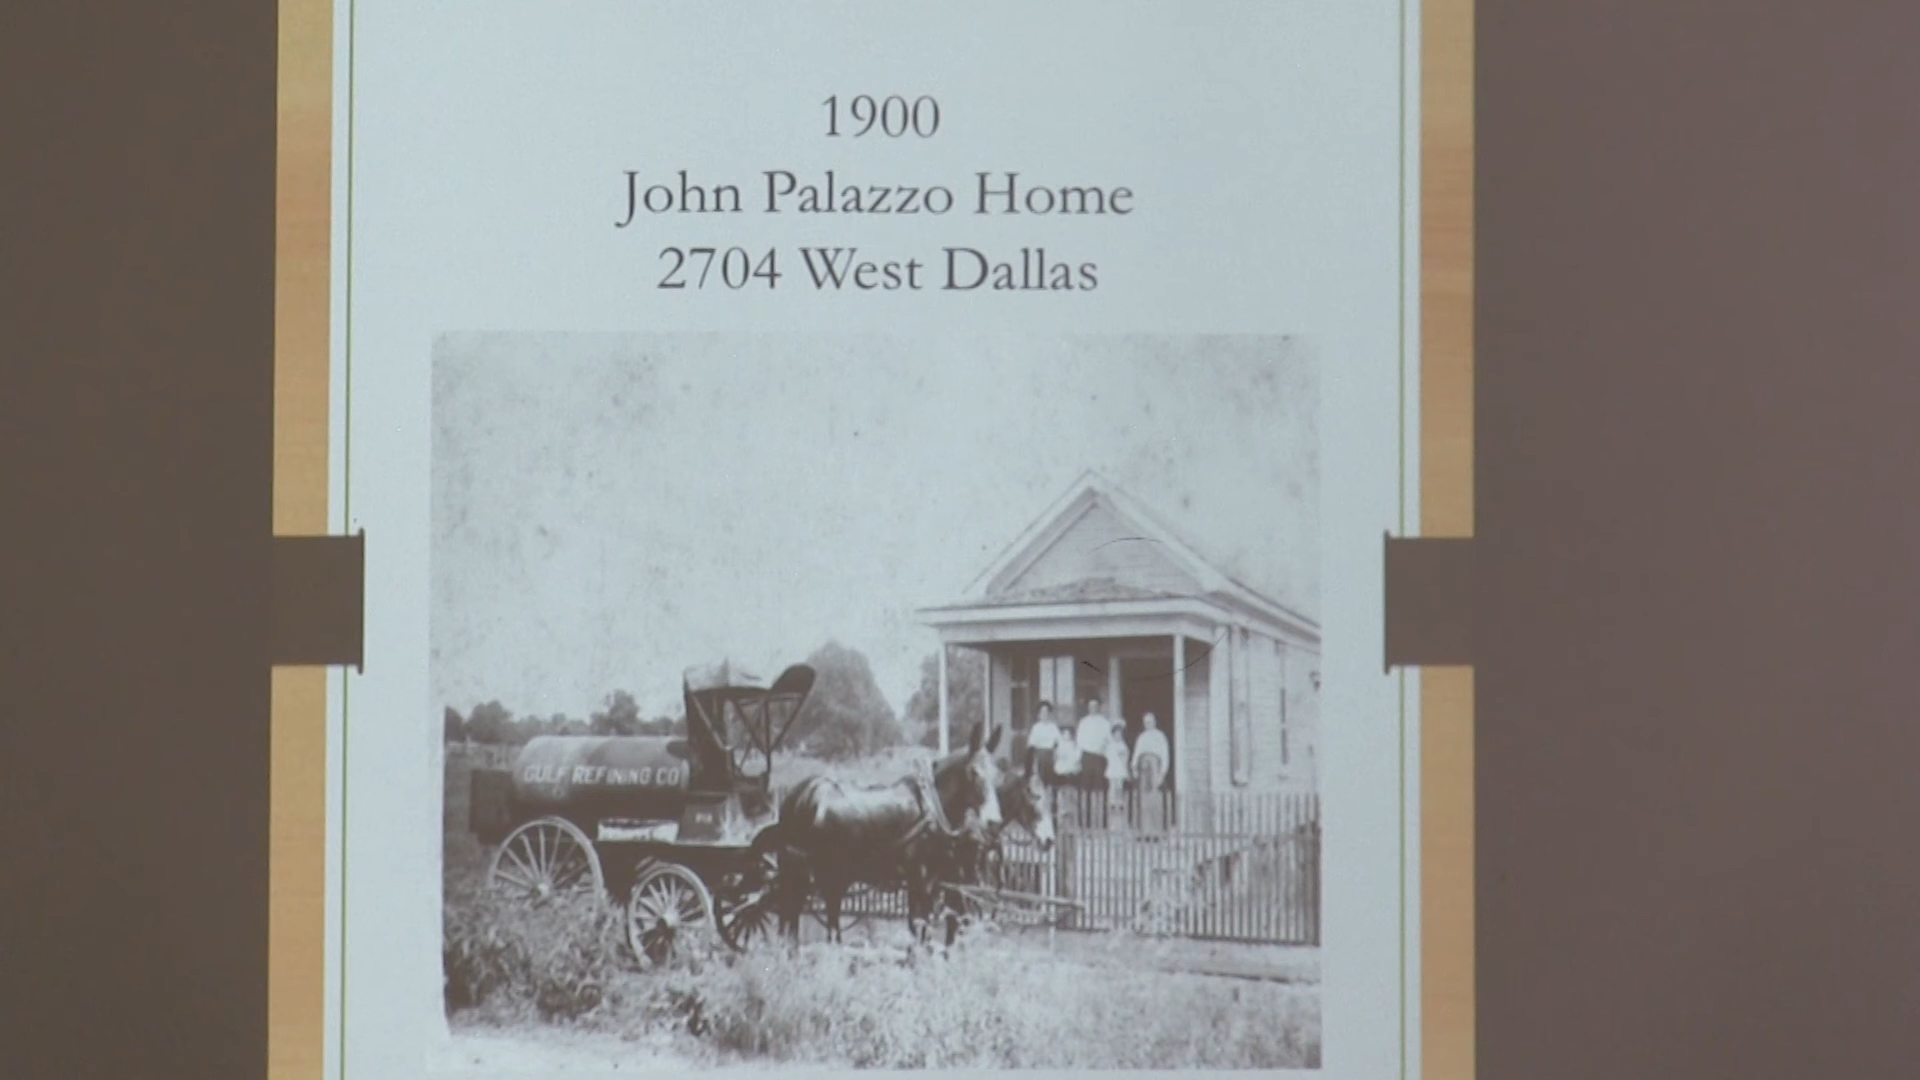 1900
John Palazzo Home
2704 West Dallas
GULF REFINING CO